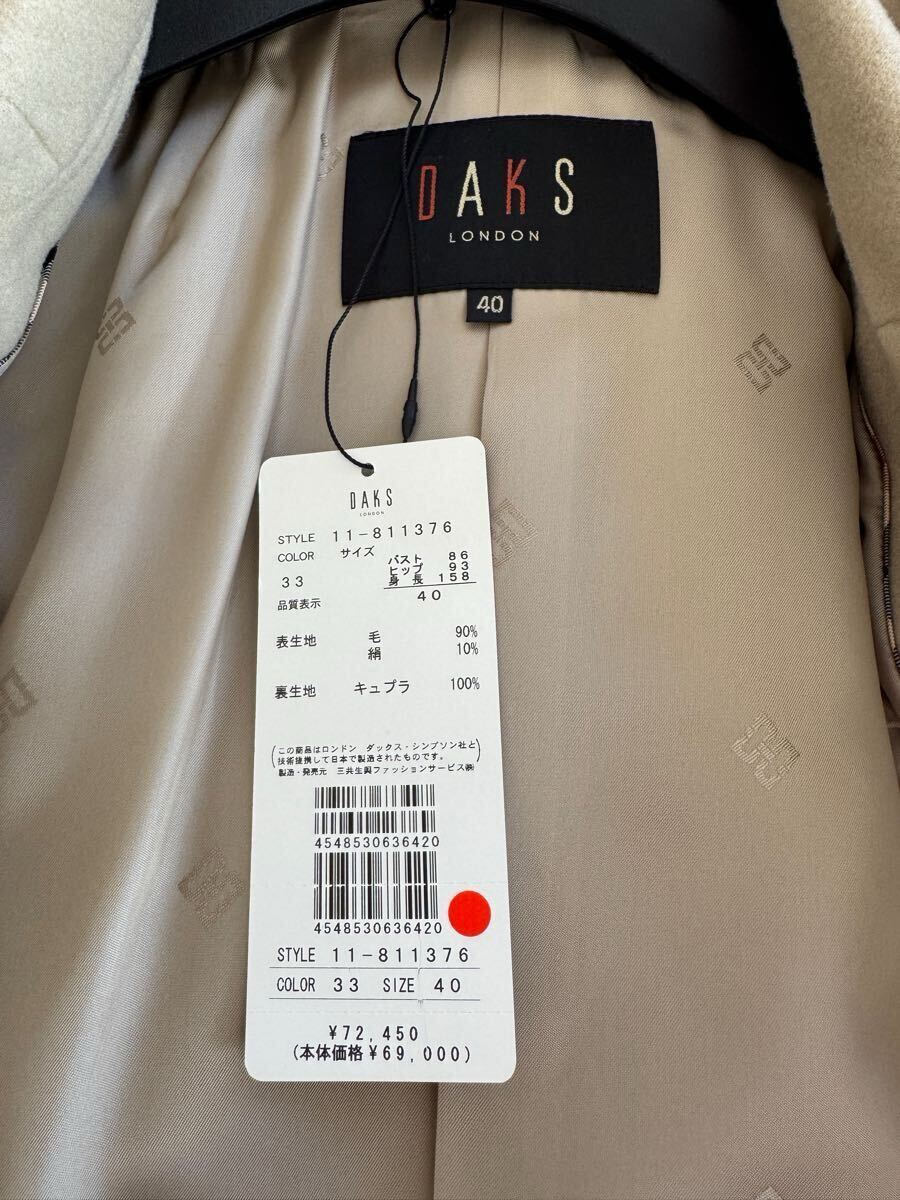 DAKS
LONDON
40
DAKS
LONDON
STYLE 11-811376
COLOR サイズ バスト 86
ヒップ 93
33 身長 158
品質表示 40
表生地 毛 90%
絹 10%
裏生地 キュプラ 100%
(この商品はロンドン ダックス・シンプソン社と
技術提携して日本で製造されたものです。)
製造・発売元 三共生興ファッションサービス㈱
4548530636420
4548530636420
STYLE 11-811376
COLOR 33 SIZE 40
¥72,450
(本体価格¥69,000)